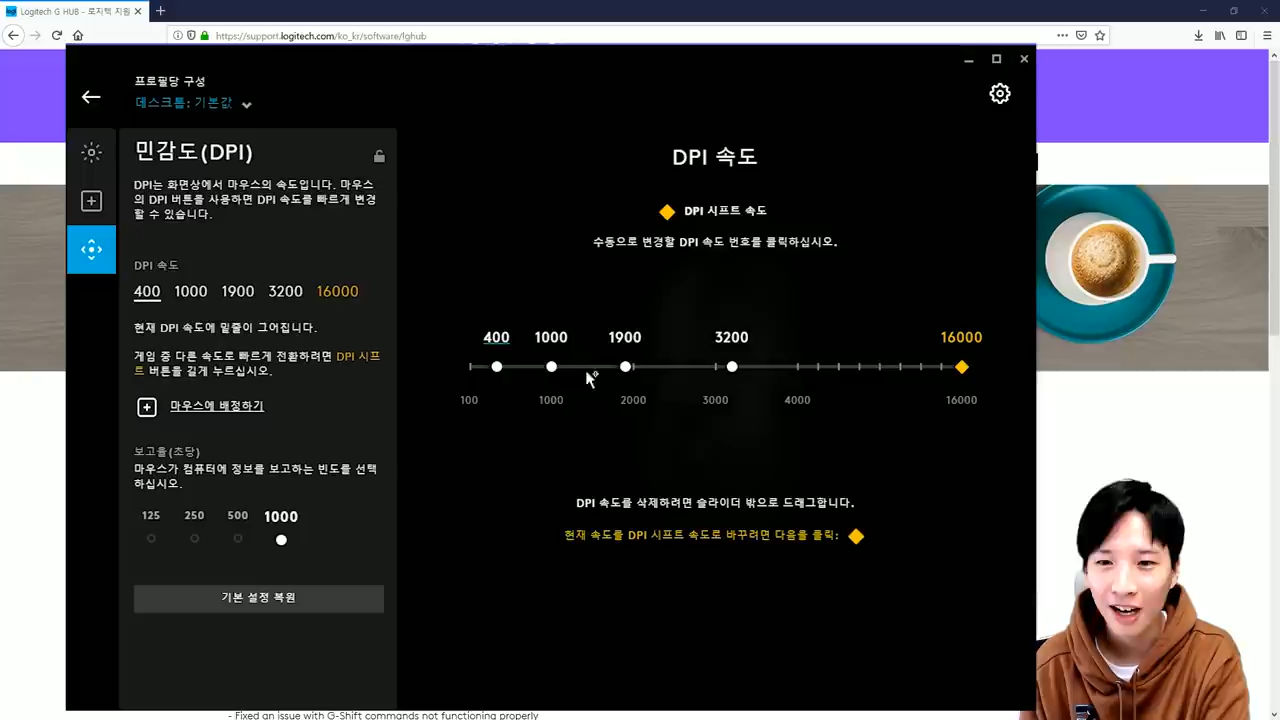 Logitech G HUB - 로지텍 지원
https://support.logitech.com/ko_kr/software/lghub
프로필당 구성
데스크톱: 기본값
민감도(DPI)
DPI는 화면상에서 마우스의 속도입니다. 마우스
의 DPI 버튼을 사용하면 DPI 속도를 빠르게 변경
할 수 있습니다.
DPI 속도
400 1000 1900 3200 16000
현재 DPI 속도에 밑줄이 그어집니다.
게임 중 다른 속도로 빠르게 전환하려면 DPI 시프
트 버튼을 길게 누르십시오.
마우스에 배정하기
보고율(초당)
마우스가 컴퓨터에 정보를 보고하는 빈도를 선택
하십시오.
125 250 500 1000
기본 설정 복원
DPI 속도
DPI 시프트 속도
수동으로 변경할 DPI 속도 번호를 클릭하십시오.
400 1000 1900 3200 16000
100 1000 2000 3000 4000 16000
DPI 속도를 삭제하려면 슬라이더 밖으로 드래그합니다.
현재 속도를 DPI 시프트 속도로 바꾸려면 다음을 클릭:
- Fixed an issue with G-Shift commands not functioning properly